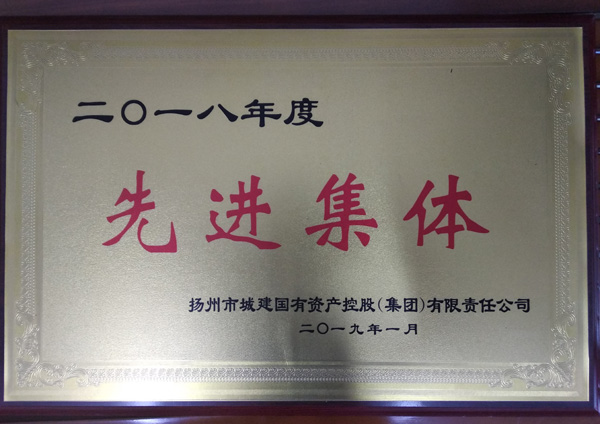 二〇一八年度
先进集体
扬州市城建国有资产控股(集团)有限责任公司
二〇一九年一月